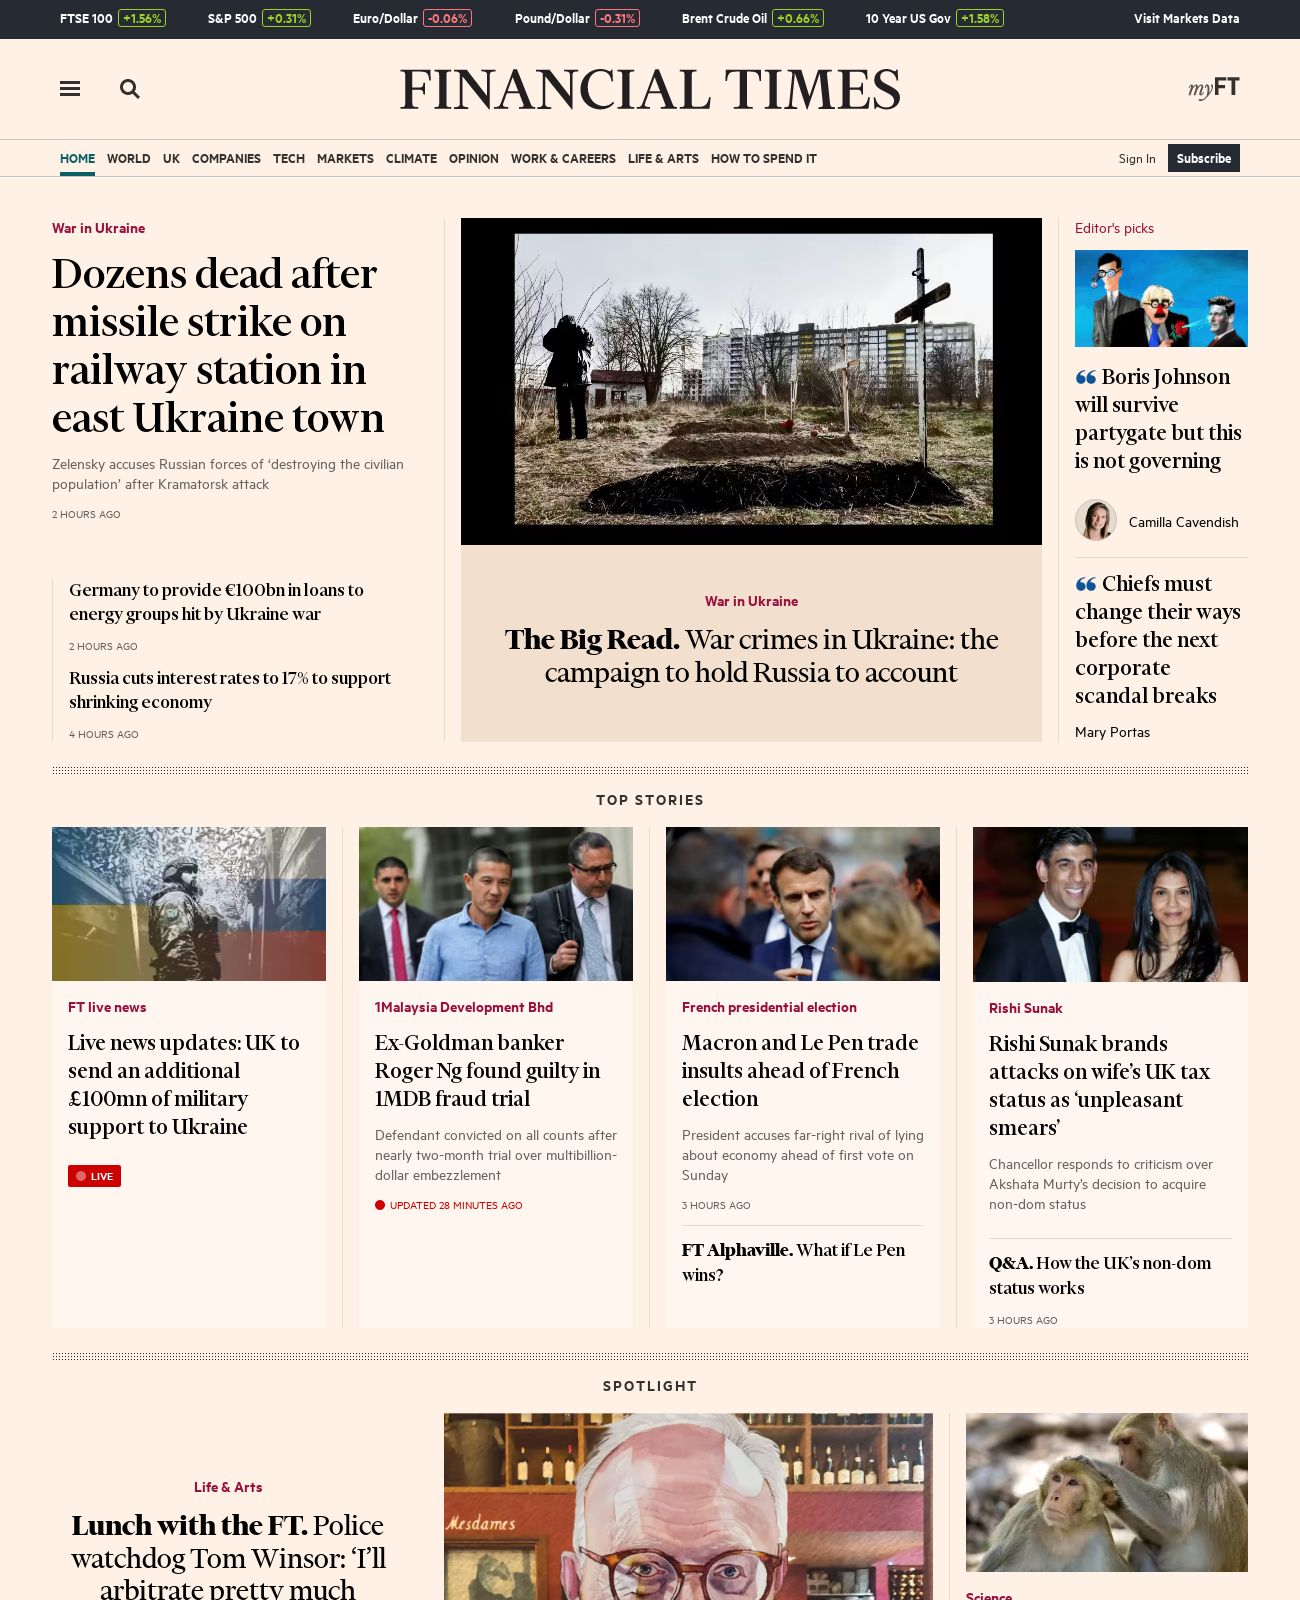 FTSE 100 +1.56% S&P 500 +0.31% Euro/Dollar -0.06% Pound/Dollar -0.31% Brent Crude Oil +0.66% 10 Year US Gov +1.58% Visit Markets Data
FINANCIAL TIMES
myFT
HOME WORLD UK COMPANIES TECH MARKETS CLIMATE OPINION WORK & CAREERS LIFE & ARTS HOW TO SPEND IT Sign In Subscribe
War in Ukraine
Dozens dead after
missile strike on
railway station in
east Ukraine town
Zelensky accuses Russian forces of ‘destroying the civilian
population’ after Kramatorsk attack
2 HOURS AGO
Germany to provide €100bn in loans to
energy groups hit by Ukraine war
2 HOURS AGO
Russia cuts interest rates to 17% to support
shrinking economy
4 HOURS AGO
War in Ukraine
The Big Read. War crimes in Ukraine: the
campaign to hold Russia to account
Editor's picks
“ Boris Johnson
will survive
partygate but this
is not governing
Camilla Cavendish
“ Chiefs must
change their ways
before the next
corporate
scandal breaks
Mary Portas
TOP STORIES
FT live news
Live news updates: UK to
send an additional
£100mn of military
support to Ukraine
LIVE
1Malaysia Development Bhd
Ex-Goldman banker
Roger Ng found guilty in
1MDB fraud trial
Defendant convicted on all counts after
nearly two-month trial over multibillion-
dollar embezzlement
UPDATED 28 MINUTES AGO
French presidential election
Macron and Le Pen trade
insults ahead of French
election
President accuses far-right rival of lying
about economy ahead of first vote on
Sunday
3 HOURS AGO
FT Alphaville. What if Le Pen
wins?
Rishi Sunak
Rishi Sunak brands
attacks on wife’s UK tax
status as ‘unpleasant
smears’
Chancellor responds to criticism over
Akshata Murty’s decision to acquire
non-dom status
Q&A. How the UK’s non-dom
status works
3 HOURS AGO
SPOTLIGHT
Life & Arts
Lunch with the FT. Police
watchdog Tom Winsor: ‘I’ll
arbitrate pretty much
Mesdames
Science